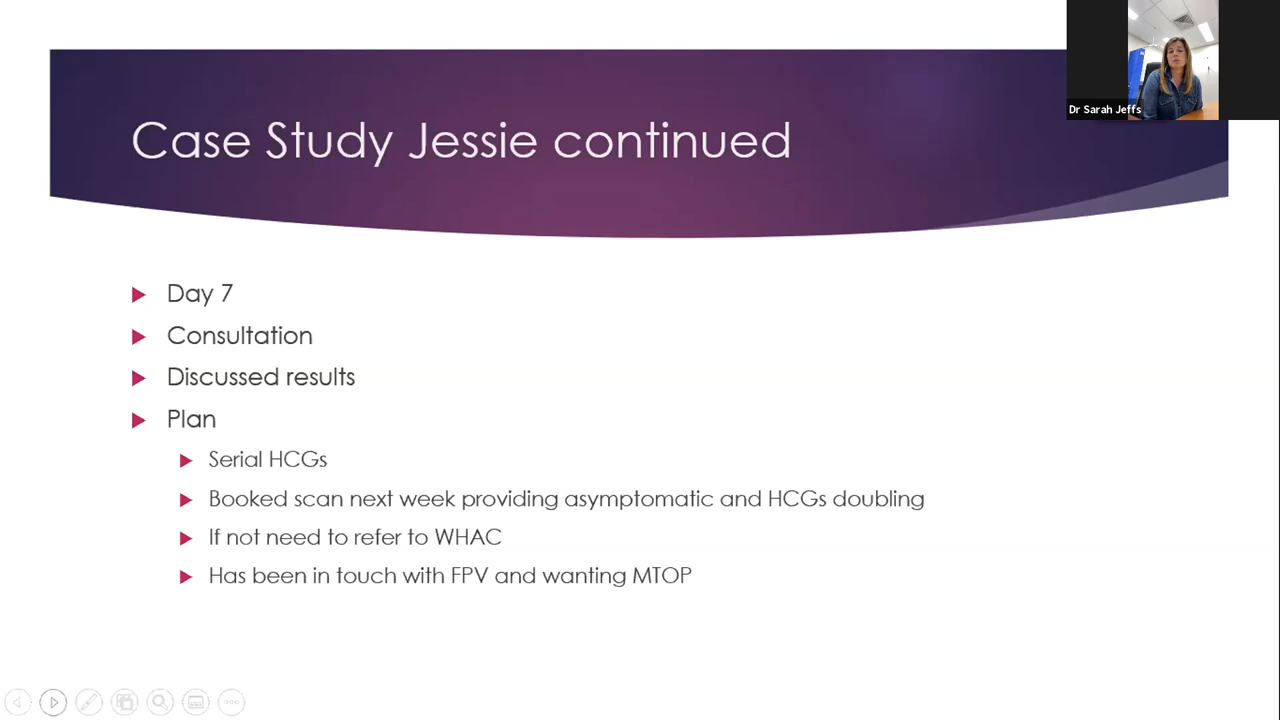 Dr Sarah Jeffs
Case Study Jessie continued
Day 7
Consultation
Discussed results
Plan
Serial HCGs
Booked scan next week providing asymptomatic and HCGs doubling
If not need to refer to WHAC
Has been in touch with FPV and wanting MTOP